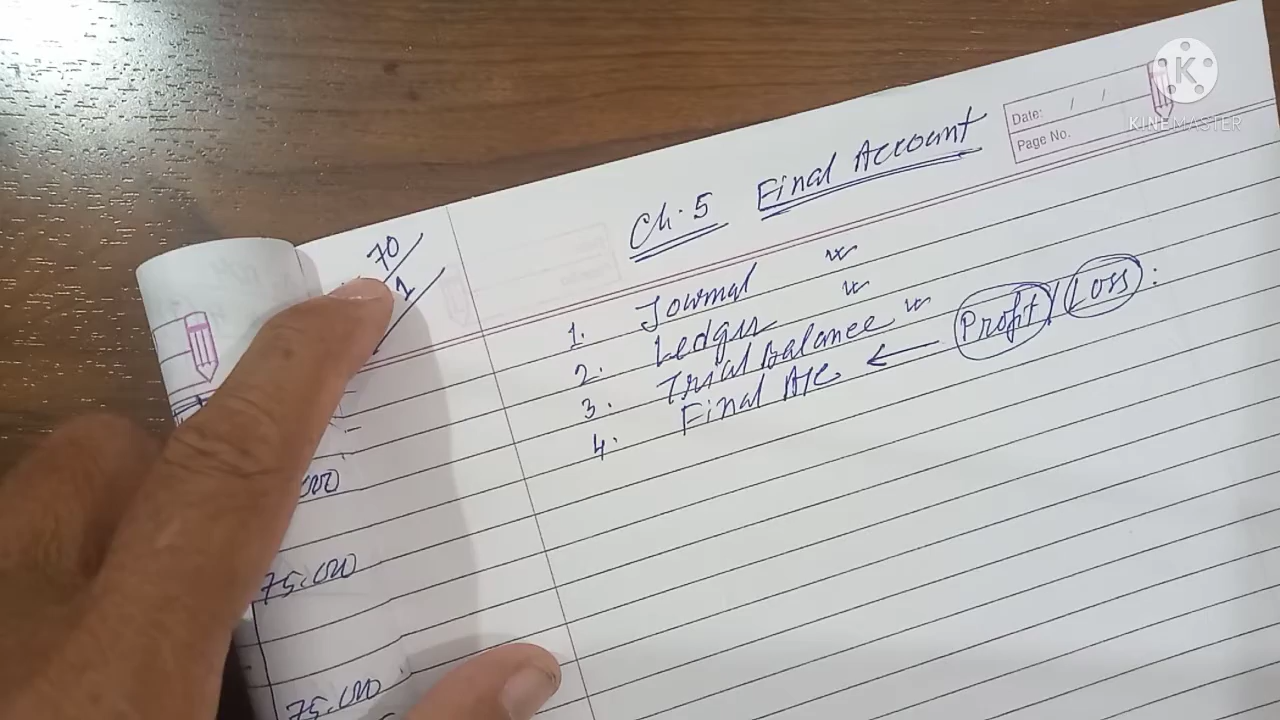 KINEMASTER
Date: / /
Page No.
Ch. 5 Final Account
1. Journal
2. Ledger
3. Trial Balance
4. Final A/c ← Profit / Loss :
70
1
75.000
75.000